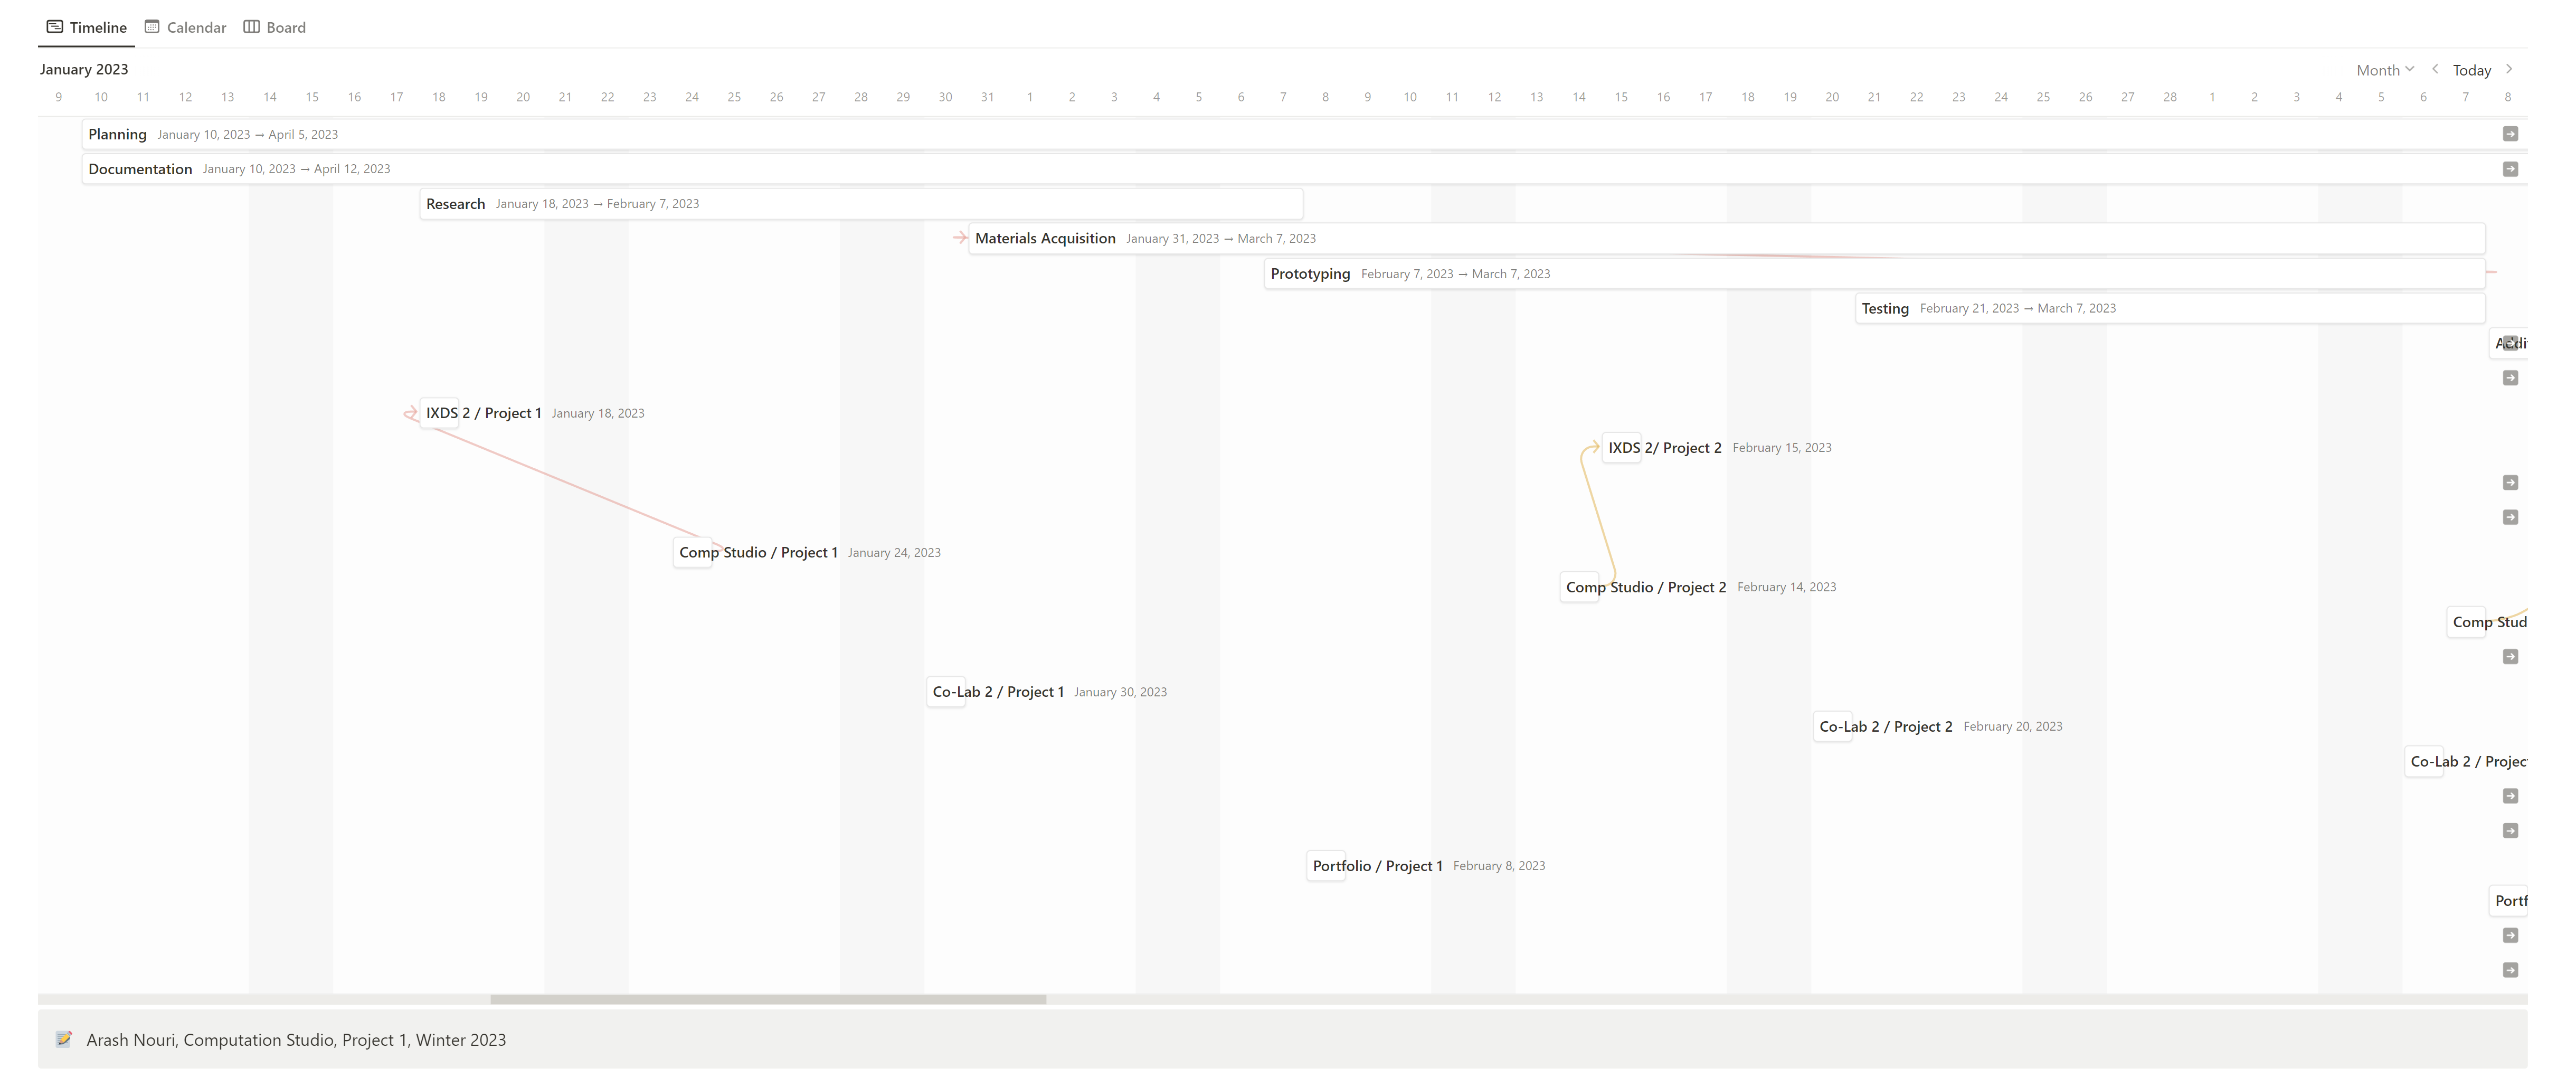 Timeline Calendar Board
January 2023 Month Today
9 10 11 12 13 14 15 16 17 18 19 20 21 22 23 24 25 26 27 28 29 30 31 1 2 3 4 5 6 7 8 9 10 11 12 13 14 15 16 17 18 19 20 21 22 23 24 25 26 27 28 1 2 3 4 5 6 7 8
Planning January 10, 2023 → April 5, 2023
Documentation January 10, 2023 → April 12, 2023
Research January 18, 2023 → February 7, 2023
Materials Acquisition January 31, 2023 → March 7, 2023
Prototyping February 7, 2023 → March 7, 2023
Testing February 21, 2023 → March 7, 2023
IXDS 2 / Project 1 January 18, 2023
IXDS 2/ Project 2 February 15, 2023
Comp Studio / Project 1 January 24, 2023
Comp Studio / Project 2 February 14, 2023
Comp Stud
Co-Lab 2 / Project 1 January 30, 2023
Co-Lab 2 / Project 2 February 20, 2023
Co-Lab 2 / Projec
Portfolio / Project 1 February 8, 2023
Portf
Arash Nouri, Computation Studio, Project 1, Winter 2023